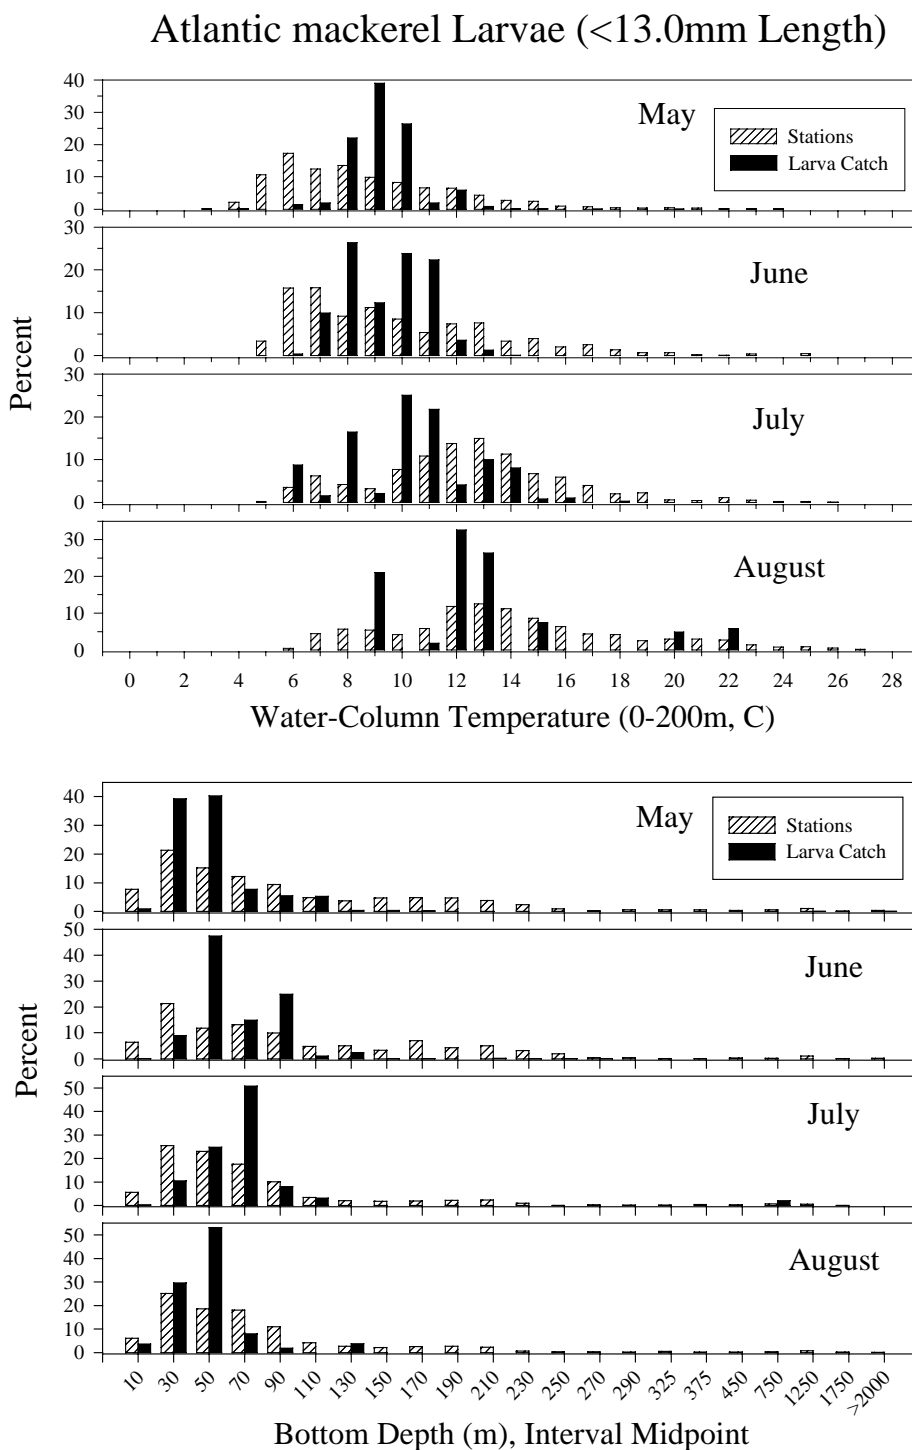 Atlantic mackerel Larvae (<13.0mm Length)
40
30
20
10
0
May
Stations
Larva Catch
30
20
10
0
June
Percent
30
20
10
0
July
30
20
10
0
August
0 2 4 6 8 10 12 14 16 18 20 22 24 26 28
Water-Column Temperature (0-200m, C)
40
30
20
10
0
May
Stations
Larva Catch
50
40
30
20
10
0
June
Percent
50
40
30
20
10
0
July
50
40
30
20
10
0
August
10 30 50 70 90 110 130 150 170 190 210 230 250 270 290 325 375 450 750 1250 1750 >2000
Bottom Depth (m), Interval Midpoint